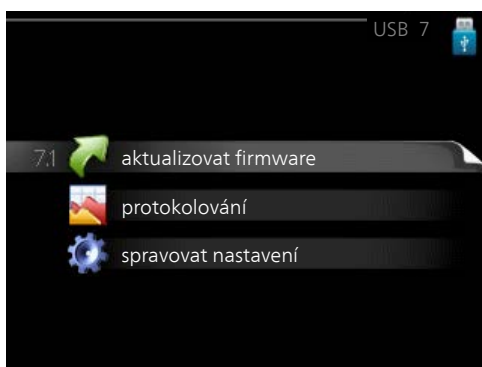 USB 7
7.1 aktualizovat firmware
protokolování
spravovat nastavení